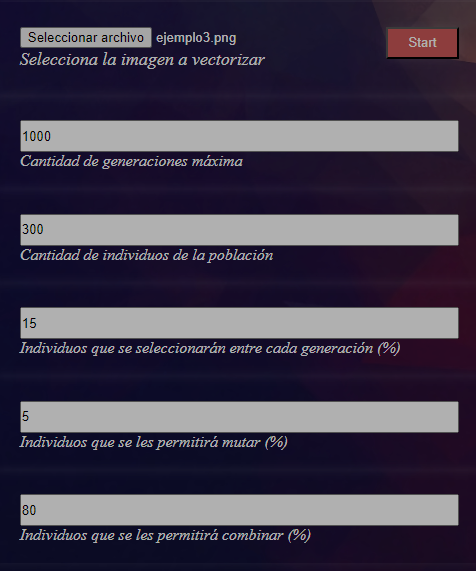 Seleccionar archivo ejemplo3.png Start
Selecciona la imagen a vectorizar
1000
Cantidad de generaciones máxima
300
Cantidad de individuos de la población
15
Individuos que se seleccionarán entre cada generación (%)
5
Individuos que se les permitirá mutar (%)
80
Individuos que se les permitirá combinar (%)